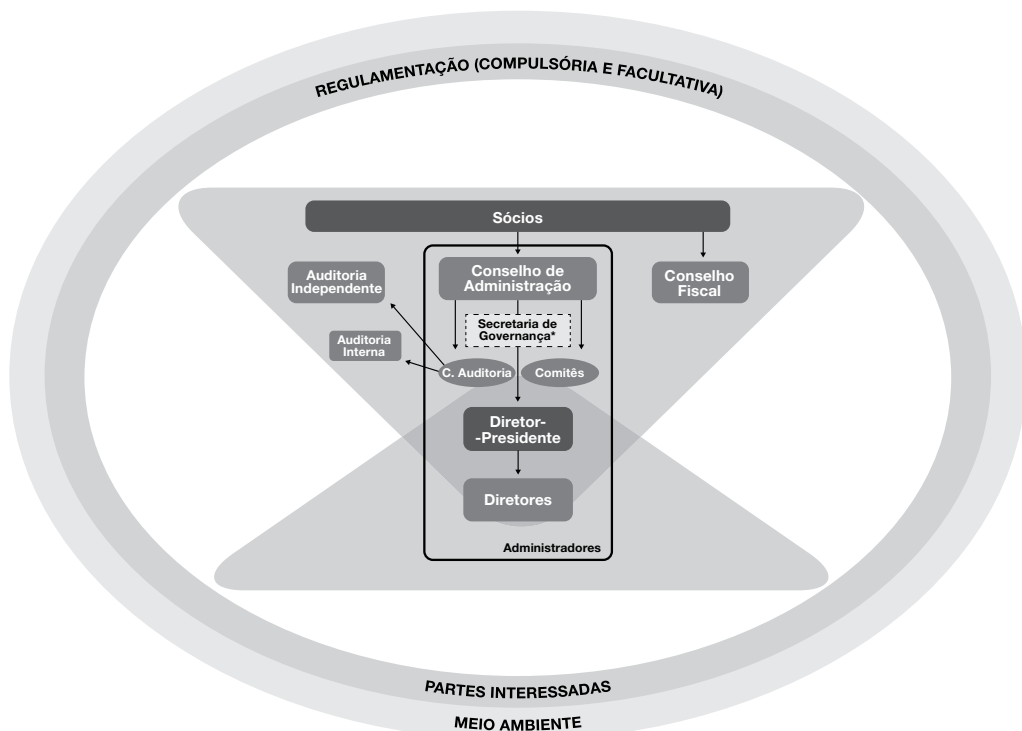 REGULAMENTAÇÃO (COMPULSÓRIA E FACULTATIVA)
Sócios
Auditoria
Independente
Conselho de
Administração
Conselho
Fiscal
Secretaria de
Governança*
Auditoria
Interna
C. Auditoria
Comitês
Diretor-
-Presidente
Diretores
Administradores
PARTES INTERESSADAS
MEIO AMBIENTE